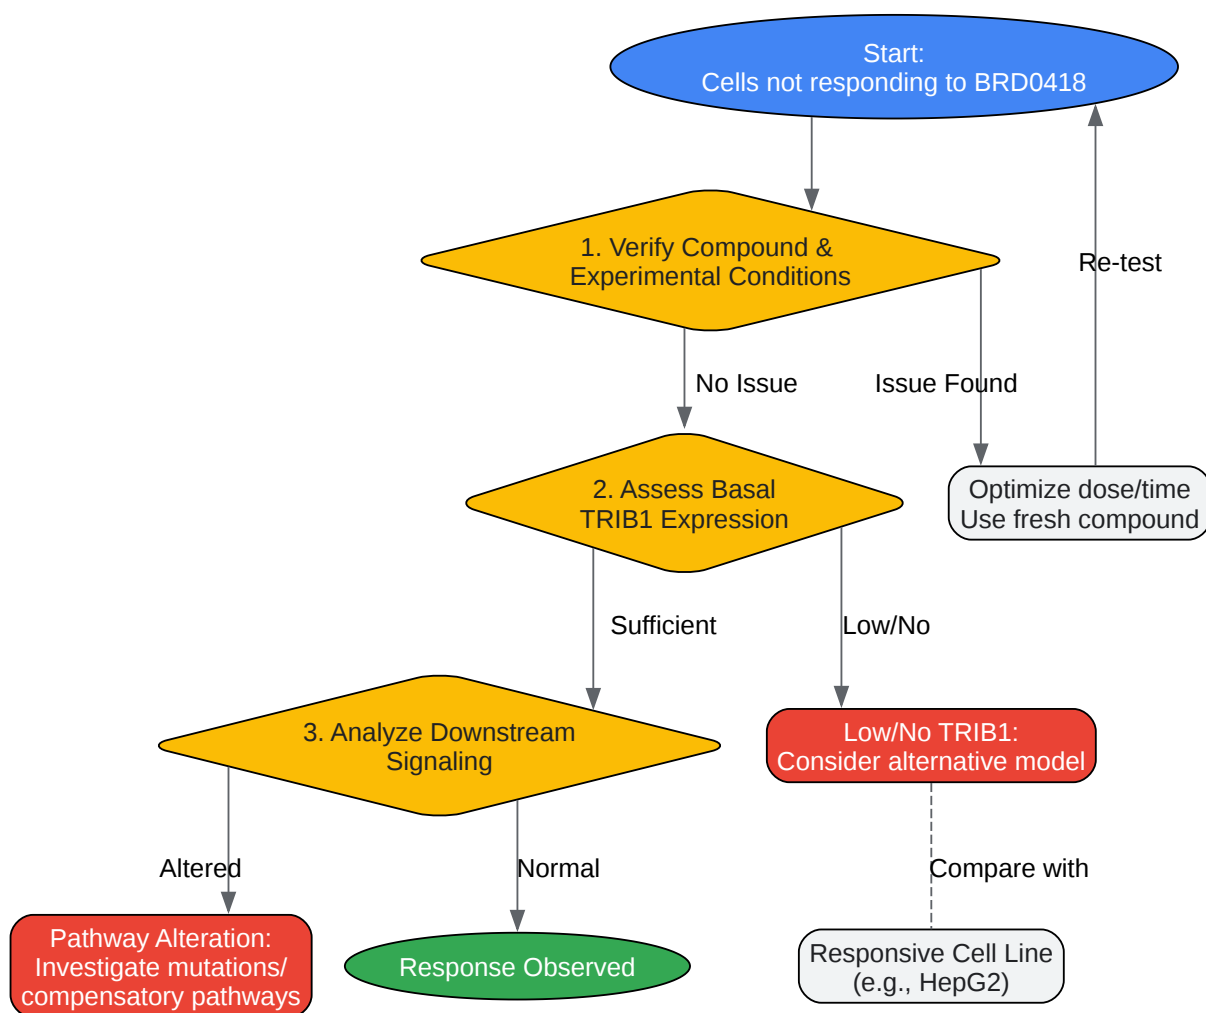 Start:
Cells not responding to BRD0418
1. Verify Compound &
Experimental Conditions
Re-test
No Issue
Issue Found
2. Assess Basal
TRIB1 Expression
Optimize dose/time
Use fresh compound
Sufficient
Low/No
3. Analyze Downstream
Signaling
Low/No TRIB1:
Consider alternative model
Altered
Normal
Compare with
Pathway Alteration:
Investigate mutations/
compensatory pathways
Response Observed
Responsive Cell Line
(e.g., HepG2)